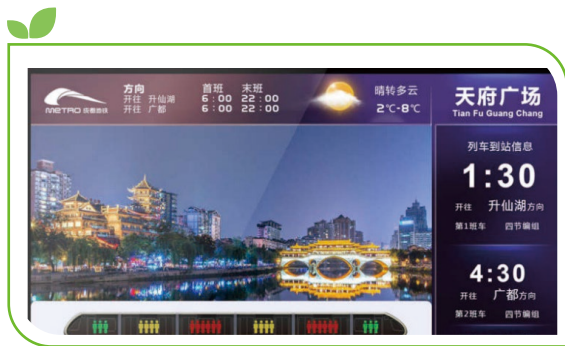 METRO 成都地铁
方向 首班 末班
开往 升仙湖 6:00 22:00
开往 广都 6:00 22:00
晴转多云
2℃-8℃
天府广场
Tian Fu Guang Chang
列车到站信息
1:30
开往 升仙湖方向
第1班车 四节编组
4:30
开往 广都方向
第2班车 四节编组